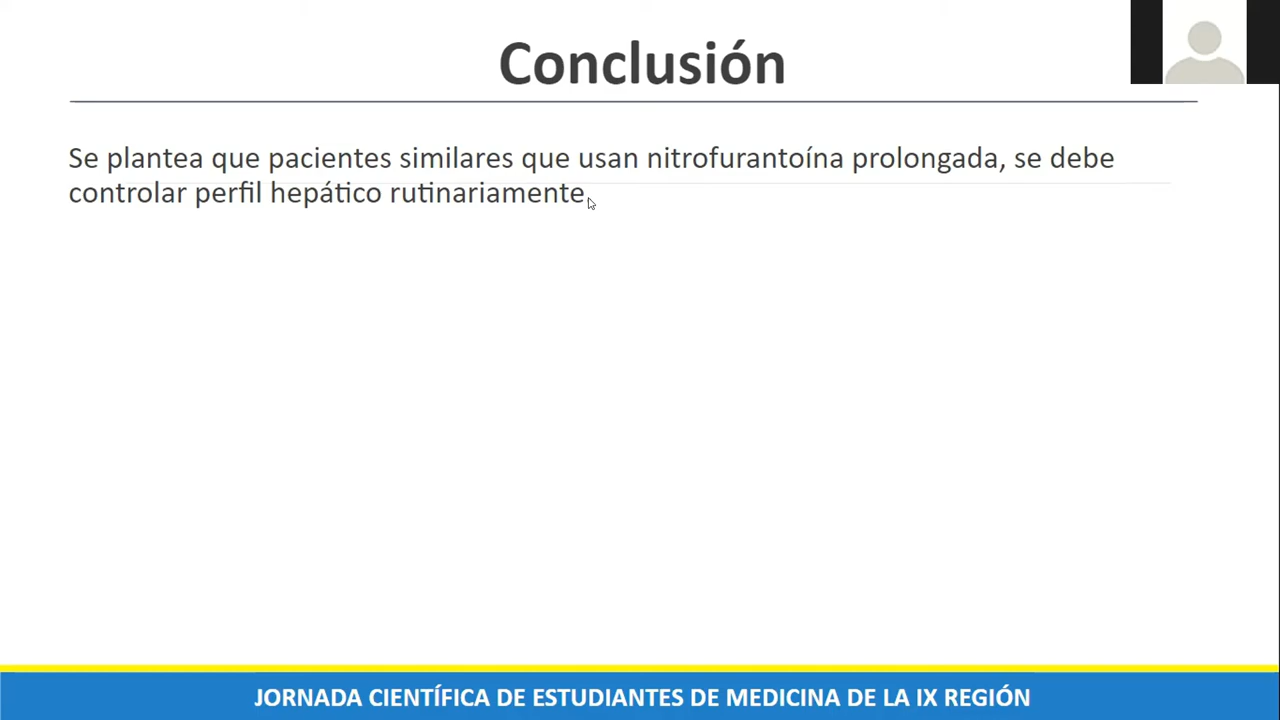 Conclusión
Se plantea que pacientes similares que usan nitrofurantoína prolongada, se debe
controlar perfil hepático rutinariamente.
JORNADA CIENTÍFICA DE ESTUDIANTES DE MEDICINA DE LA IX REGIÓN